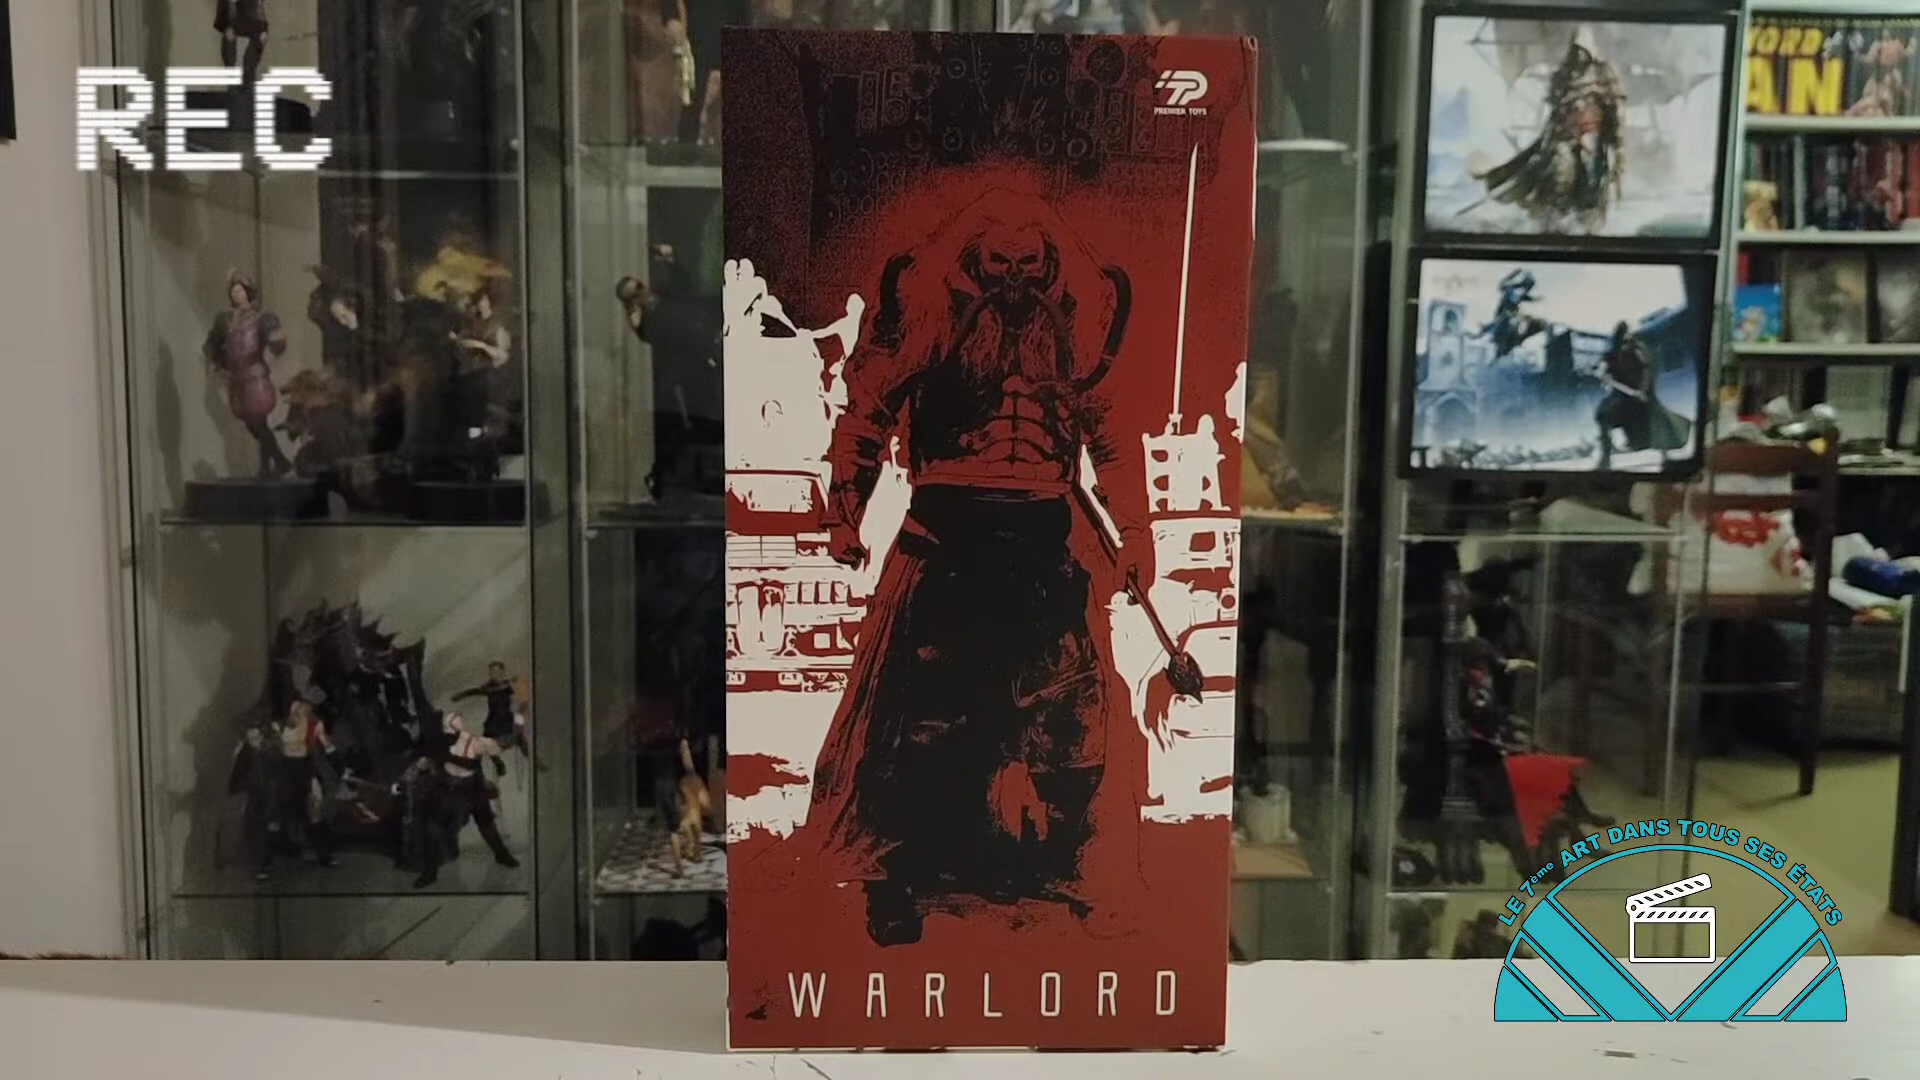 REC
PREMIER TOYS
WARLORD
LE 7ème ART DANS TOUS SES ÉTATS